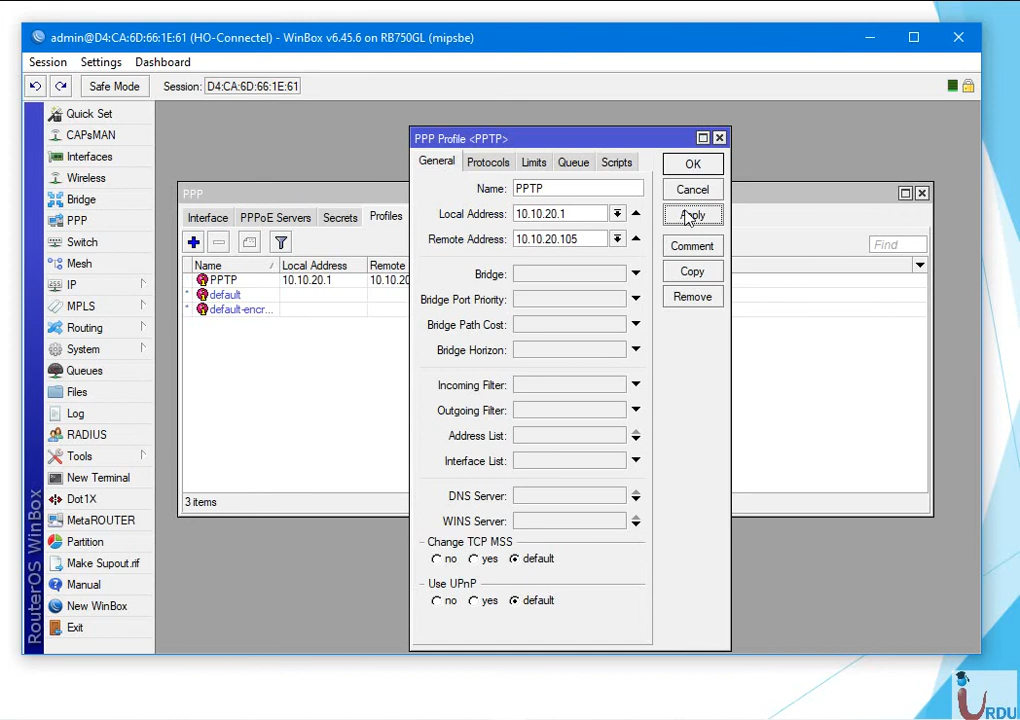 admin@D4:CA:6D:66:1E:61 (HO-Connectel) - WinBox v6.45.6 on RB750GL (mipsbe)
Session Settings Dashboard
Safe Mode Session: D4:CA:6D:66:1E:61
Quick Set
CAPsMAN
Interfaces
Wireless
Bridge
PPP
Switch
Mesh
IP
MPLS
Routing
System
Queues
Files
Log
RADIUS
Tools
New Terminal
Dot1X
MetaROUTER
Partition
Make Supout.rif
Manual
New WinBox
Exit
RouterOS WinBox
PPP
Interface PPPoE Servers Secrets Profiles
Find
Name Local Address Remote
PPTP 10.10.20.1 10.10.20
* default
* default-encr...
3 items
PPP Profile <PPTP>
General Protocols Limits Queue Scripts
Name: PPTP
Local Address: 10.10.20.1
Remote Address: 10.10.20.105
Bridge:
Bridge Port Priority:
Bridge Path Cost:
Bridge Horizon:
Incoming Filter:
Outgoing Filter:
Address List:
Interface List:
DNS Server:
WINS Server:
Change TCP MSS
no yes default
Use UPnP
no yes default
OK
Cancel
Apply
Comment
Copy
Remove
iURDU